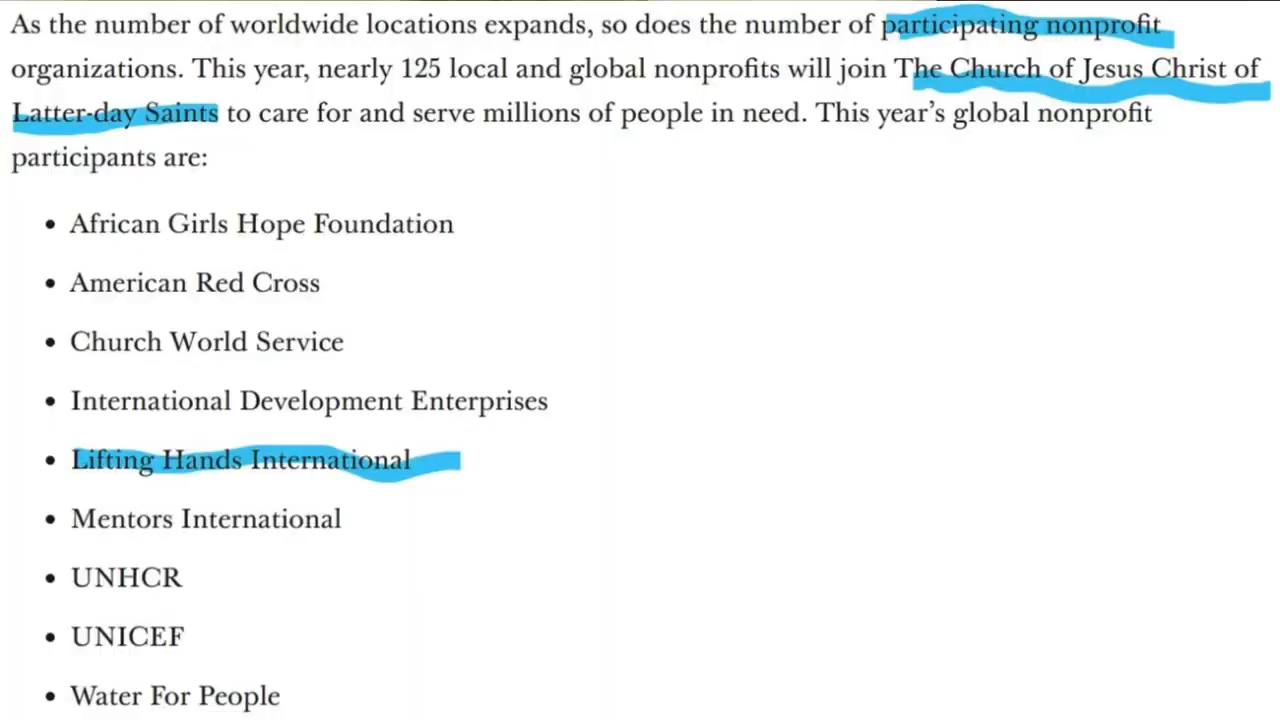 As the number of worldwide locations expands, so does the number of participating nonprofit
organizations. This year, nearly 125 local and global nonprofits will join The Church of Jesus Christ of
Latter-day Saints to care for and serve millions of people in need. This year’s global nonprofit
participants are:
• African Girls Hope Foundation
• American Red Cross
• Church World Service
• International Development Enterprises
• Lifting Hands International
• Mentors International
• UNHCR
• UNICEF
• Water For People